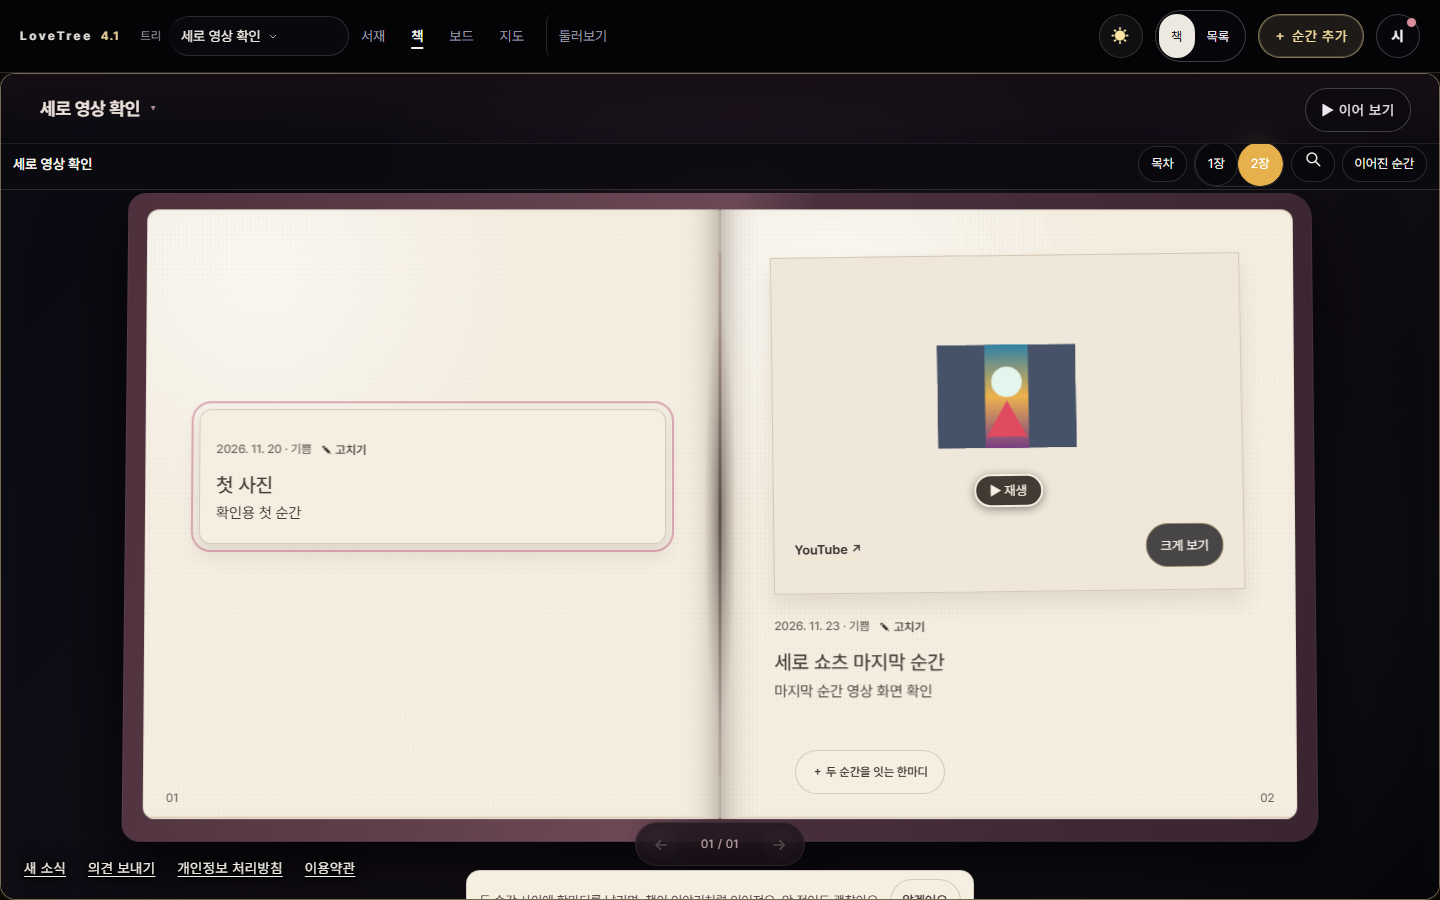 LoveTree 4.1 트리 세로 영상 확인 서재 책 보드 지도 둘러보기 책 목록 + 순간 추가 시
세로 영상 확인 ▶ 이어 보기
세로 영상 확인 목차 1장 2장 이어진 순간
2026. 11. 20 · 기쁨 고치기
첫 사진
확인용 첫 순간
01
▶ 재생
YouTube ↗ 크게 보기
2026. 11. 23 · 기쁨 고치기
세로 쇼츠 마지막 순간
마지막 순간 영상 화면 확인
+ 두 순간을 잇는 한마디
02
← 01 / 01 →
새 소식 의견 보내기 개인정보 처리방침 이용약관